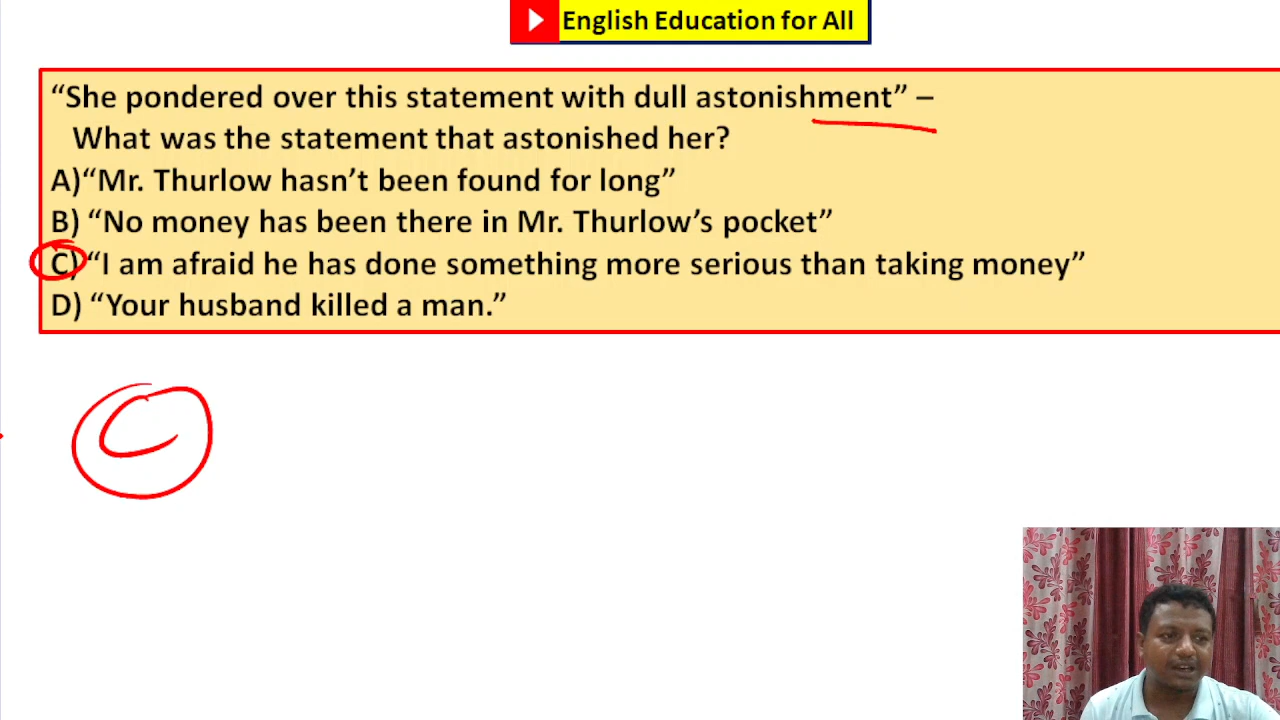 English Education for All
“She pondered over this statement with dull astonishment” –
What was the statement that astonished her?
A)“Mr. Thurlow hasn’t been found for long”
B) “No money has been there in Mr. Thurlow’s pocket”
C) “I am afraid he has done something more serious than taking money”
D) “Your husband killed a man.”
C